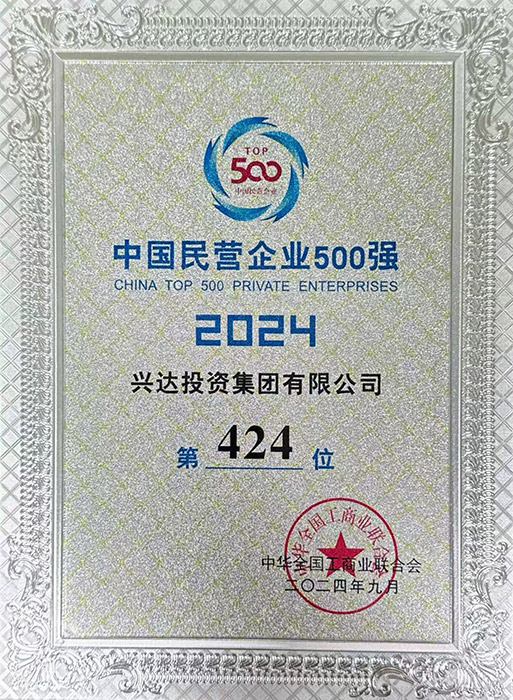 TOP
500
中国民营企业
中国民营企业500强
CHINA TOP 500 PRIVATE ENTERPRISES
2024
兴达投资集团有限公司
第 424 位
中华全国工商业联合会
中华全国工商业联合会
二〇二四年九月